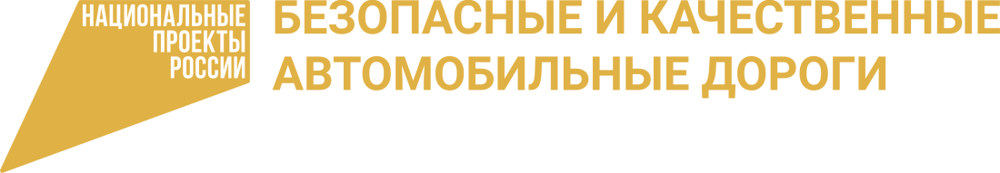 НАЦИОНАЛЬНЫЕ
ПРОЕКТЫ
РОССИИ
БЕЗОПАСНЫЕ И КАЧЕСТВЕННЫЕ
АВТОМОБИЛЬНЫЕ ДОРОГИ